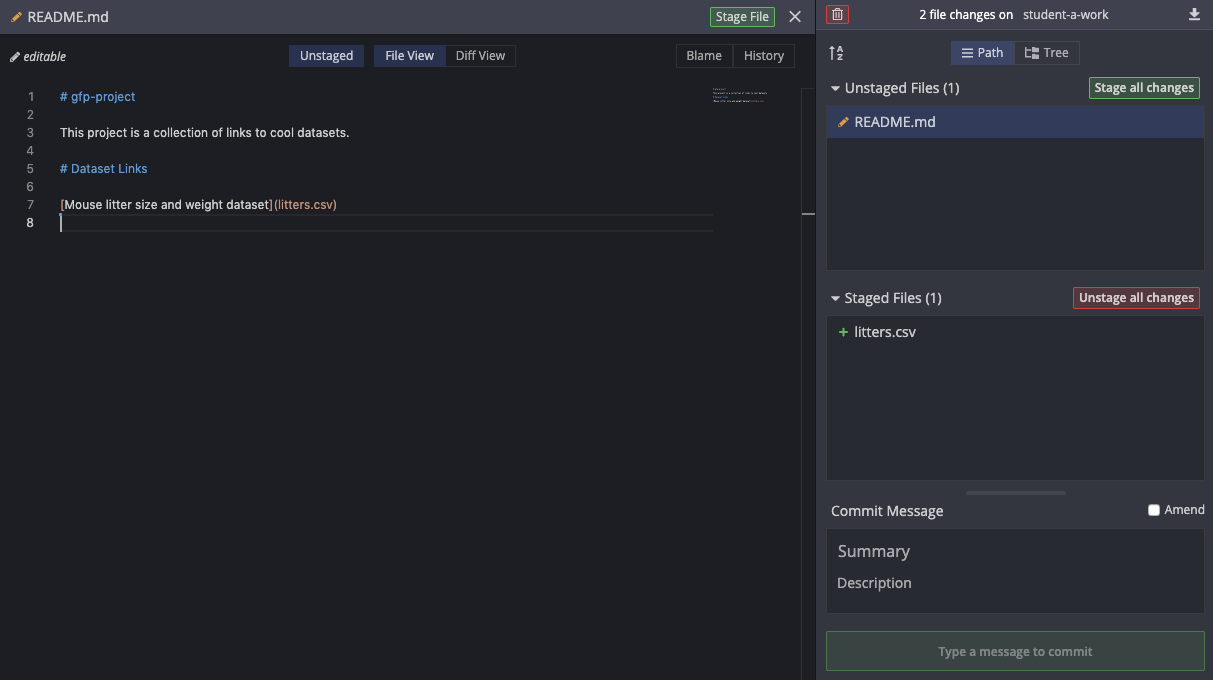 README.md
Stage File
editable
Unstaged
File View
Diff View
Blame
History
1 # gfp-project
2
3 This project is a collection of links to cool datasets.
4
5 # Dataset Links
6
7 [Mouse litter size and weight dataset](litters.csv)
8
2 file changes on student-a-work
A
Z
Path
Tree
Unstaged Files (1)
Stage all changes
README.md
Staged Files (1)
Unstage all changes
litters.csv
Commit Message
Amend
Summary
Description
Type a message to commit